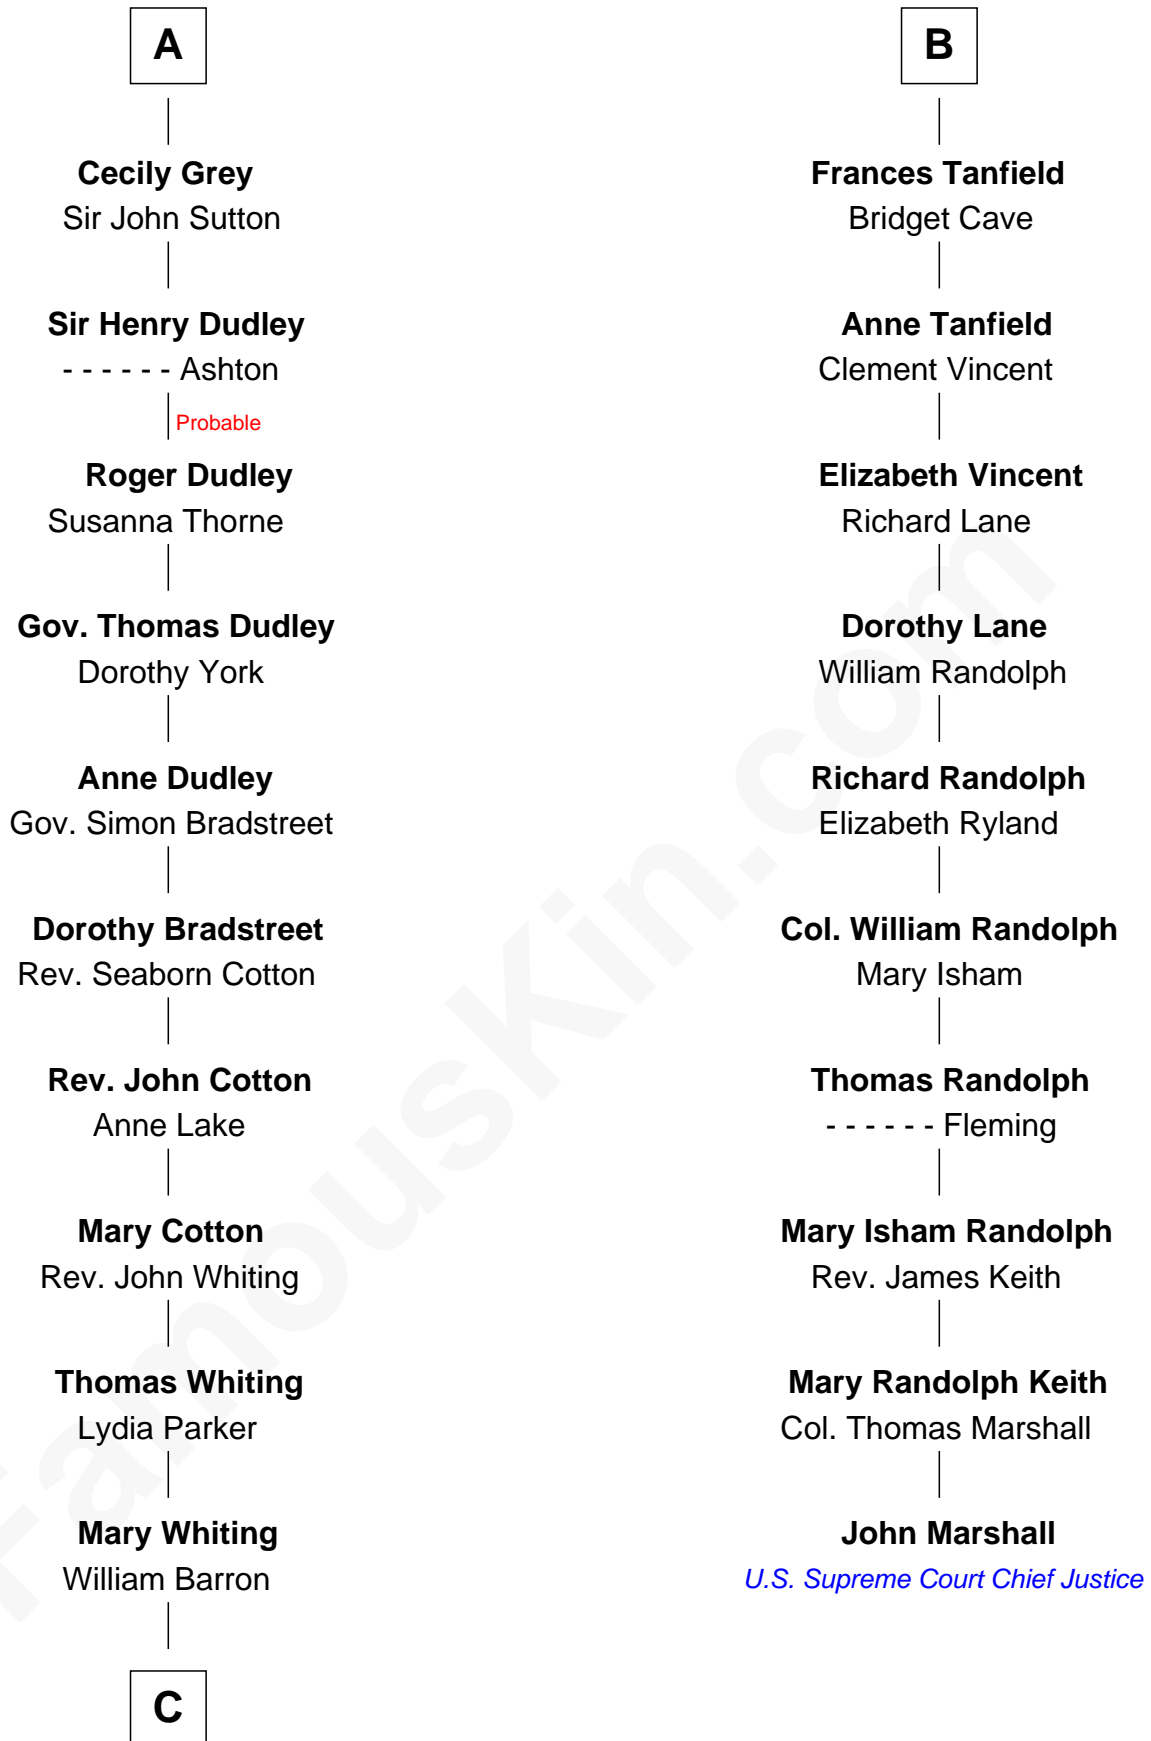 A
Cecily Grey
Sir John Sutton
Sir Henry Dudley
- - - - - - Ashton
Probable
Roger Dudley
Susanna Thorne
Gov. Thomas Dudley
Dorothy York
Anne Dudley
Gov. Simon Bradstreet
Dorothy Bradstreet
Rev. Seaborn Cotton
Rev. John Cotton
Anne Lake
Mary Cotton
Rev. John Whiting
Thomas Whiting
Lydia Parker
Mary Whiting
William Barron
C
B
Frances Tanfield
Bridget Cave
Anne Tanfield
Clement Vincent
Elizabeth Vincent
Richard Lane
Dorothy Lane
William Randolph
Richard Randolph
Elizabeth Ryland
Col. William Randolph
Mary Isham
Thomas Randolph
- - - - - - Fleming
Mary Isham Randolph
Rev. James Keith
Mary Randolph Keith
Col. Thomas Marshall
John Marshall
U.S. Supreme Court Chief Justice
FamousKin.com